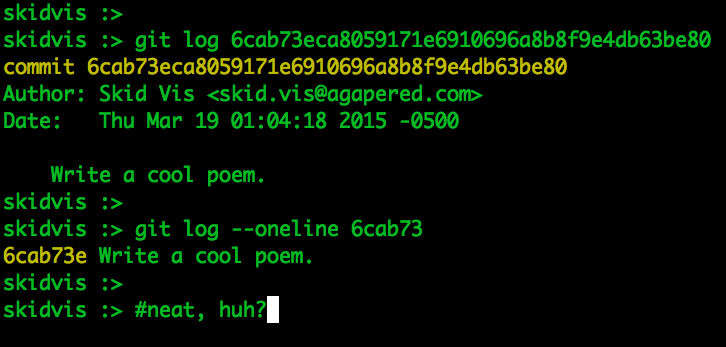 skidvis :>
skidvis :> git log 6cab73eca8059171e6910696a8b8f9e4db63be80
commit 6cab73eca8059171e6910696a8b8f9e4db63be80
Author: Skid Vis <skid.vis@agapered.com>
Date:   Thu Mar 19 01:04:18 2015 -0500

    Write a cool poem.
skidvis :>
skidvis :> git log --oneline 6cab73
6cab73e Write a cool poem.
skidvis :>
skidvis :> #neat, huh?